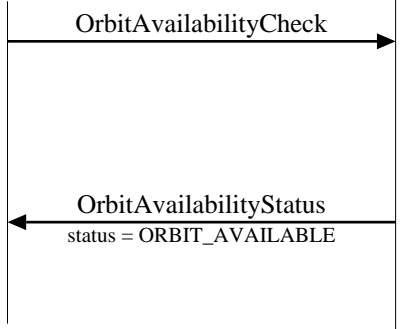 OrbitAvailabilityCheck
OrbitAvailabilityStatus
status = ORBIT_AVAILABLE